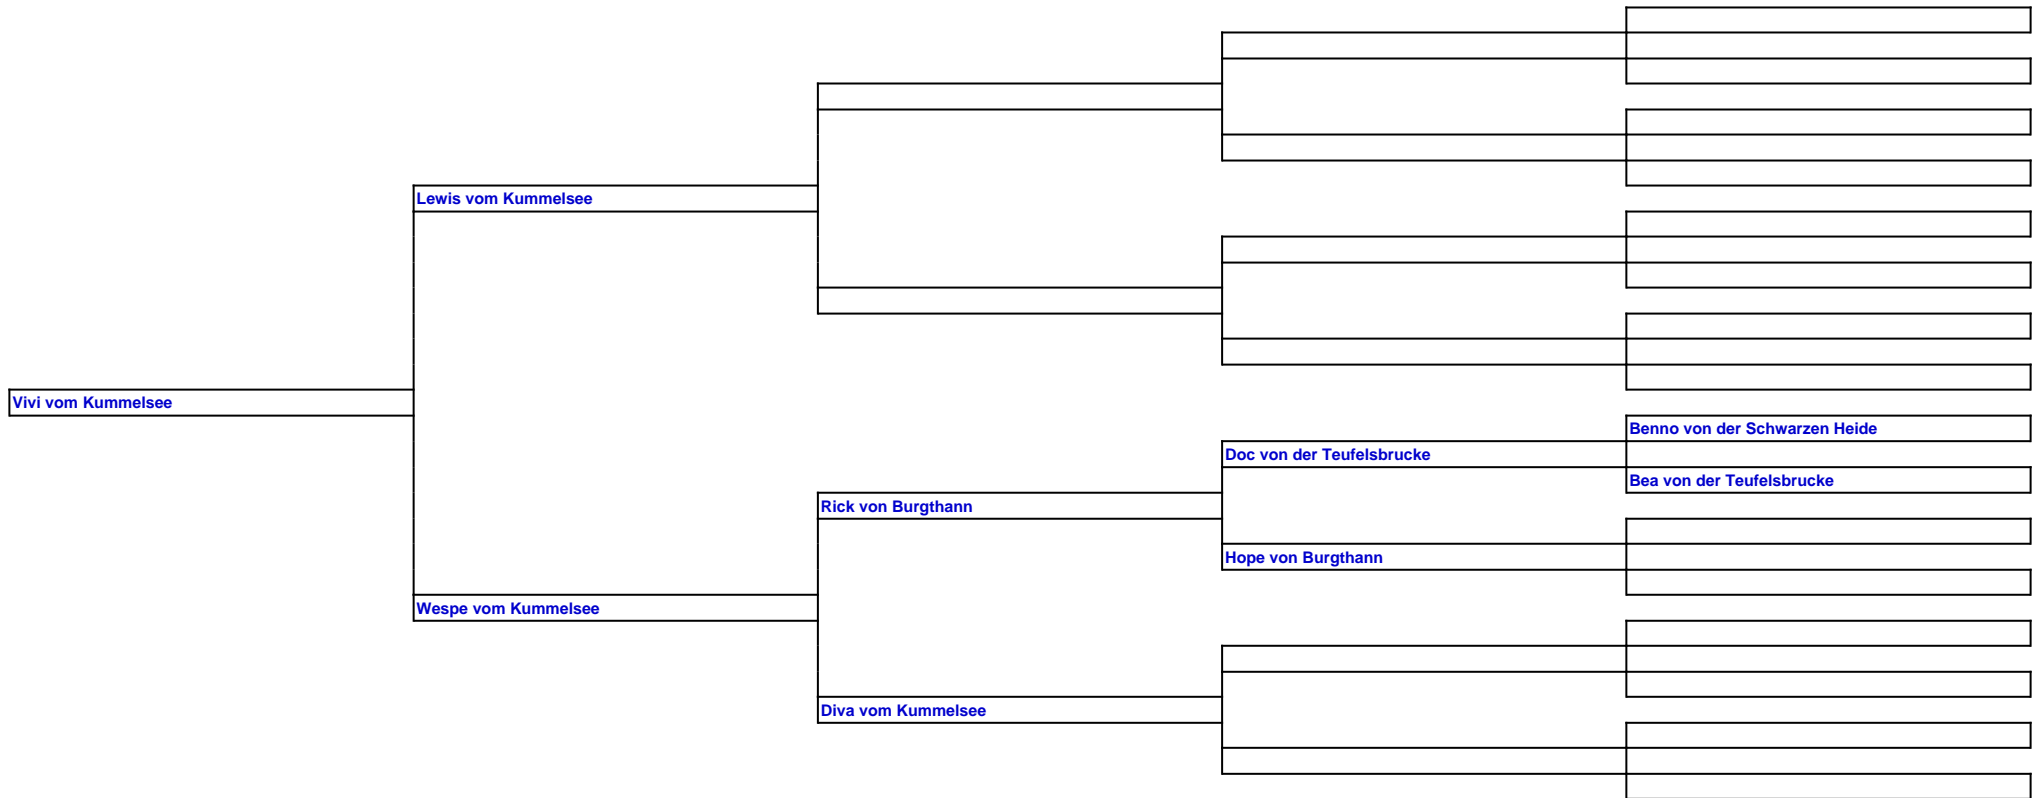 Lewis vom Kummelsee
Vivi vom Kummelsee
Benno von der Schwarzen Heide
Doc von der Teufelsbrucke
Bea von der Teufelsbrucke
Rick von Burgthann
Hope von Burgthann
Wespe vom Kummelsee
Diva vom Kummelsee